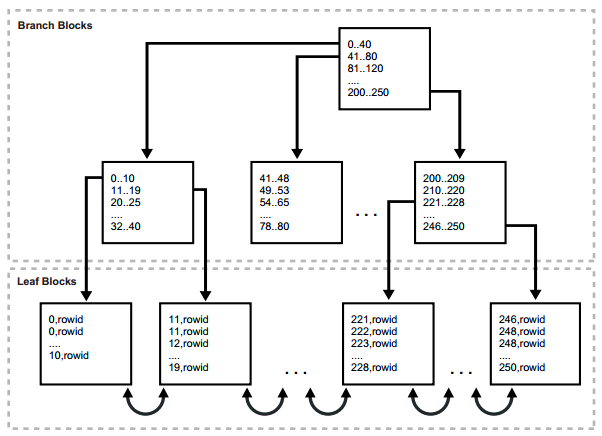 Branch Blocks
0..40
41..80
81..120
....
200..250
0..10
11..19
20..25
....
32..40
41..48
49..53
54..65
....
78..80
. . .
200..209
210..220
221..228
....
246..250
Leaf Blocks
0,rowid
0,rowid
....
10,rowid
11,rowid
11,rowid
12,rowid
....
19,rowid
. . .
221,rowid
222,rowid
223,rowid
....
228,rowid
. . .
246,rowid
248,rowid
248,rowid
....
250,rowid